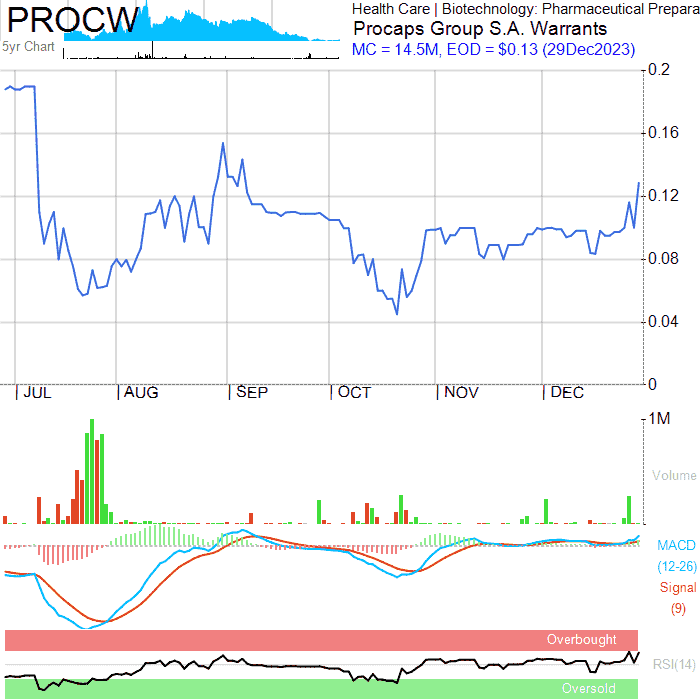 PROCW
5yr Chart
Health Care | Biotechnology: Pharmaceutical Prepara
Procaps Group S.A. Warrants
MC = 14.5M, EOD = $0.13 (29Dec2023)
0.2
0.16
0.12
0.08
0.04
0
JUL AUG SEP OCT NOV DEC
1M
Volume
MACD
(12-26)
Signal
(9)
Overbought
RSI(14)
Oversold